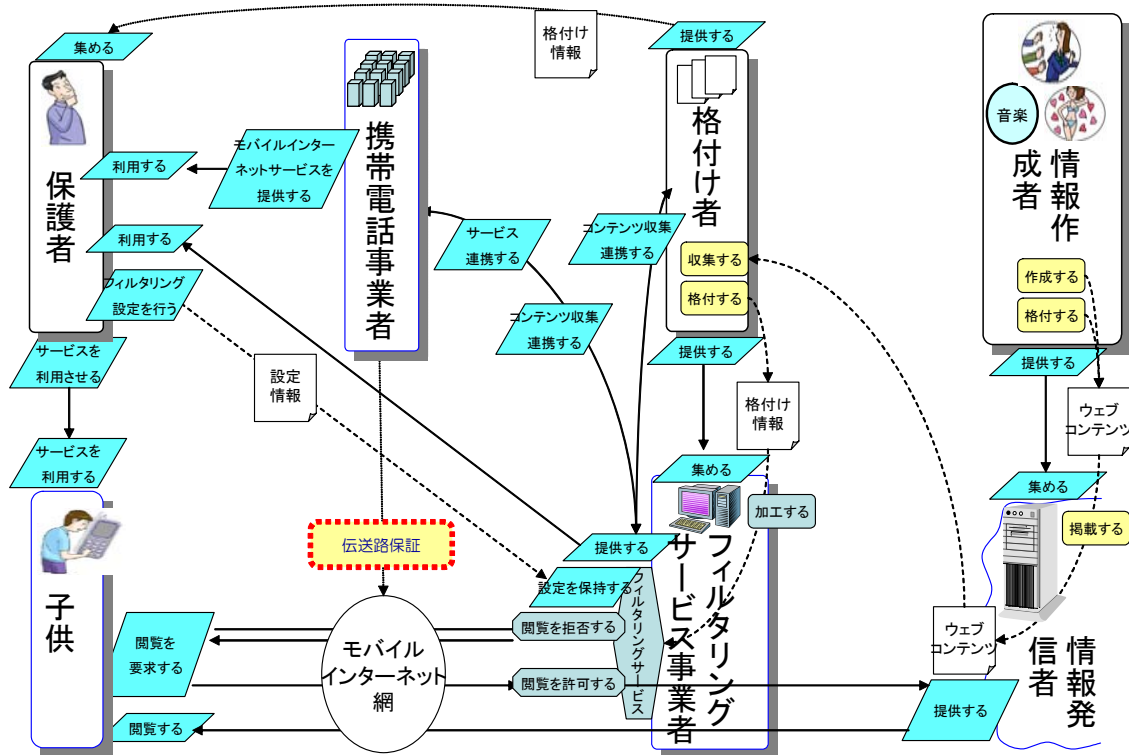 集める
格付け
情報
提供する
保護者
利用する
モバイルインター
ネットサービスを
提供する
利用する
フィルタリング
設定を行う
サービスを
利用させる
サービスを
利用する
子供
閲覧を
要求する
閲覧する
携帯電話事業者
サービス
連携する
コンテンツ収集
連携する
コンテンツ収集
連携する
設定
情報
伝送路保証
モバイル
インターネット
網
格付け者
収集する
格付する
提供する
格付け
情報
集める
加工する
フィルタリング
サービス事業者
提供する
設定を保持する
フィルタリングサービス
閲覧を拒否する
閲覧を許可する
音楽
情報作
成者
作成する
格付する
提供する
ウェブ
コンテンツ
集める
掲載する
ウェブ
コンテンツ
情報発
信者
提供する